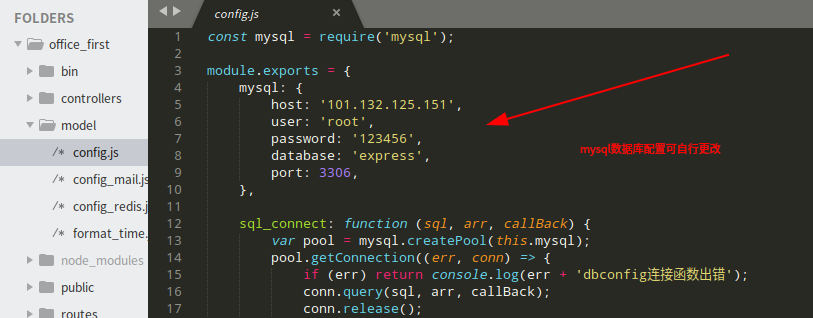 FOLDERS
office_first
bin
controllers
model
/* config.js
/* config_mail.js
/* config_redis.j
/* format_time.
node_modules
public
routes
config.js ×
1 const mysql = require('mysql');
2
3 module.exports = {
4 mysql: {
5 host: '101.132.125.151',
6 user: 'root',
7 password: '123456',
8 database: 'express',
9 port: 3306,
10 },
11
12 sql_connect: function (sql, arr, callBack) {
13 var pool = mysql.createPool(this.mysql);
14 pool.getConnection((err, conn) => {
15 if (err) return console.log(err + 'dbconfig连接函数出错');
16 conn.query(sql, arr, callBack);
17 conn.release();
mysql数据库配置可自行更改